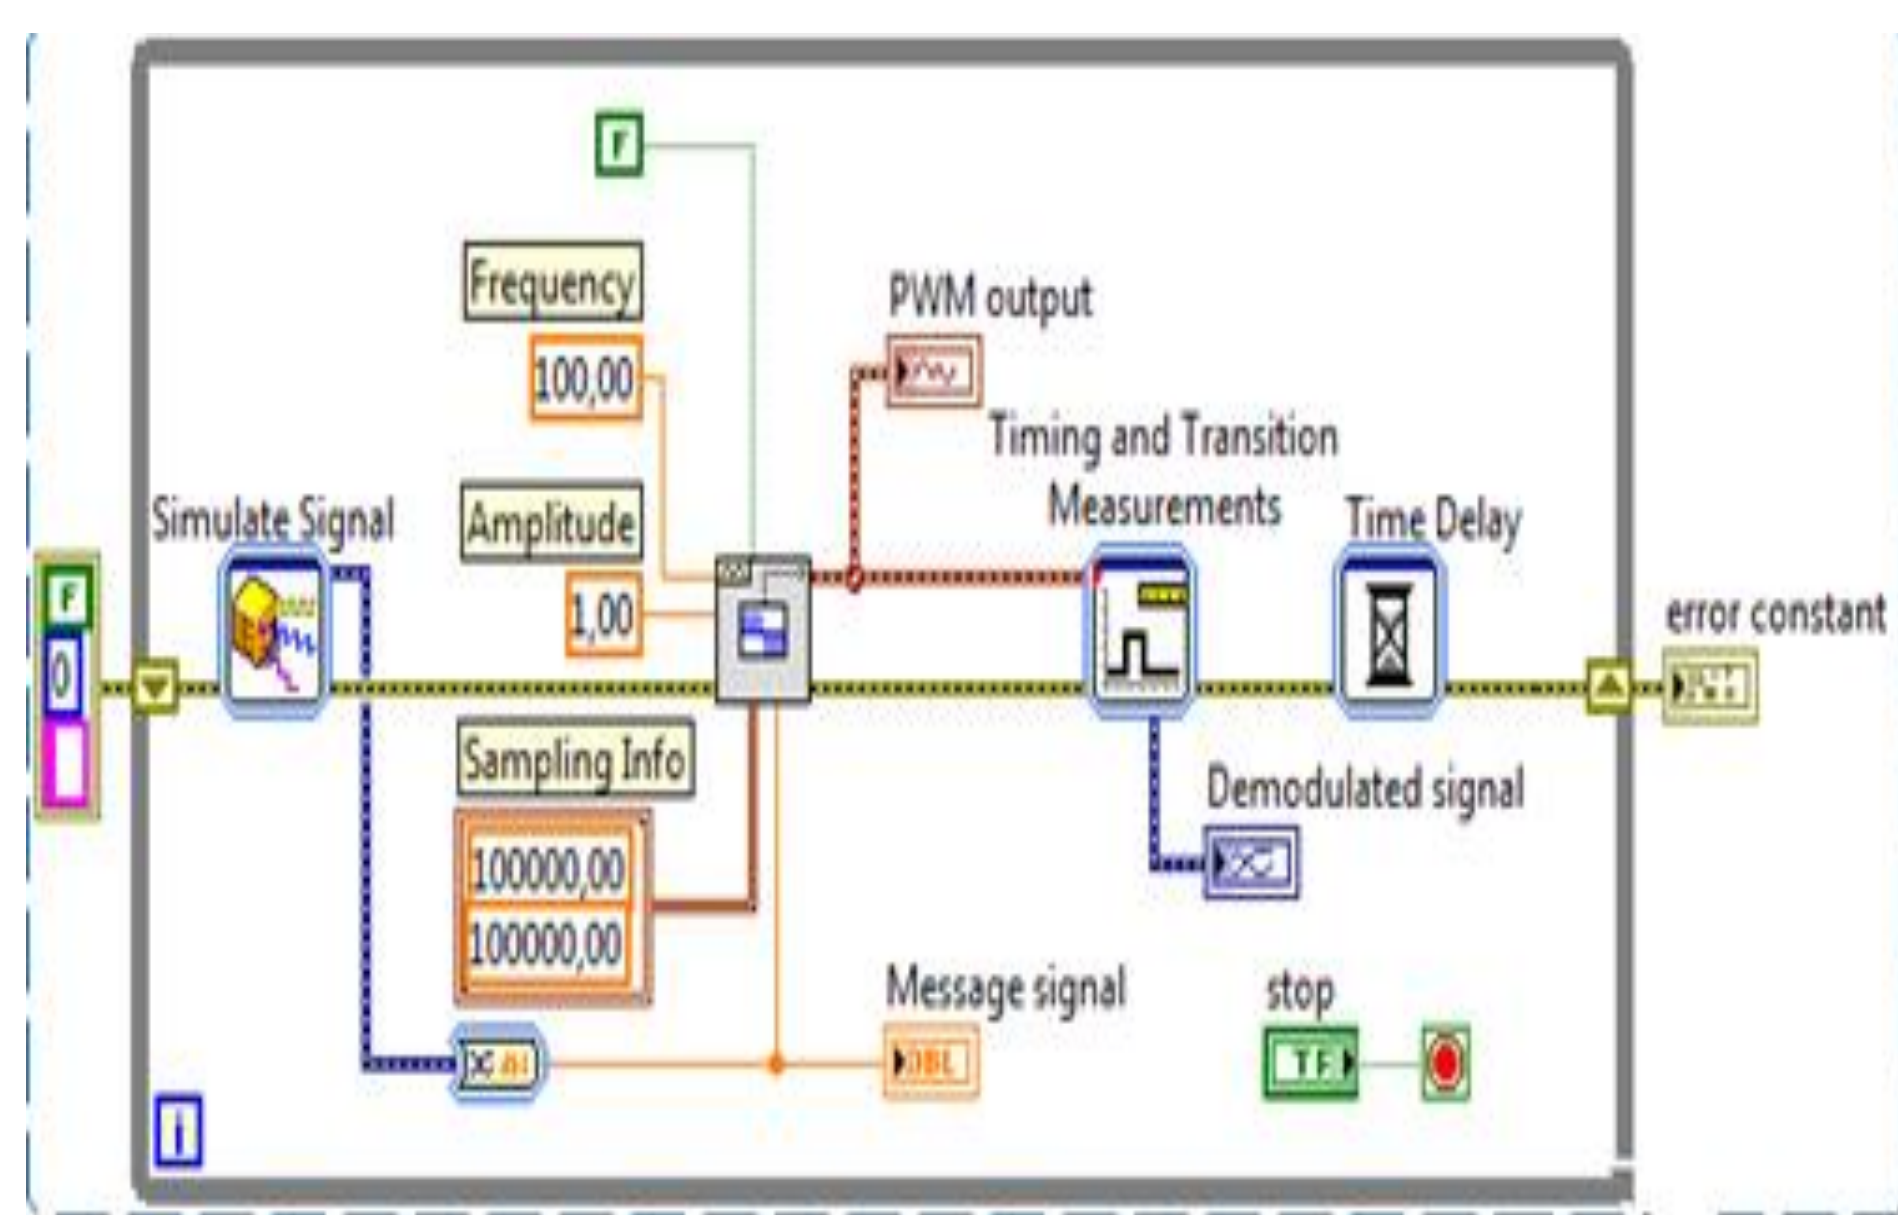 F
Frequency
100,00
PWM output
Timing and Transition
Measurements
Simulate Signal
Amplitude
1,00
Time Delay
F
0
error constant
Sampling Info
100000,00
100000,00
Demodulated signal
Message signal
DBL
stop
TF
i